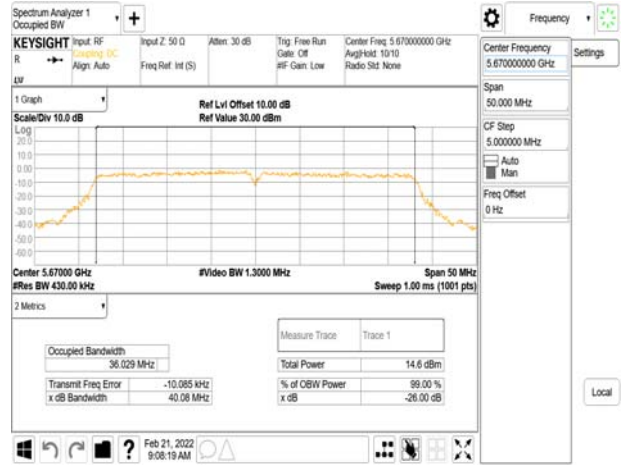 Spectrum Analyzer 1
Occupied BW
Frequency
KEYSIGHT
Input: RF
Coupling: DC
Align: Auto
Input Z: 50 Ω
Freq Ref: Int (S)
Atten: 30 dB
Trig: Free Run
Gate: Off
#IF Gain: Low
Center Freq: 5.670000000 GHz
Avg|Hold: 10/10
Radio Std: None
R
Center Frequency
5.670000000 GHz
Settings
Span
50.000 MHz
CF Step
5.000000 MHz
Auto
Man
Freq Offset
0 Hz
1 Graph
Scale/Div 10.0 dB
Ref Lvl Offset 10.00 dB
Ref Value 30.00 dBm
Log
20.0
10.0
0.00
-10.0
-20.0
-30.0
-40.0
-50.0
-60.0
Center 5.67000 GHz
#Video BW 1.3000 MHz
Span 50 MHz
#Res BW 430.00 kHz
Sweep 1.00 ms (1001 pts)
2 Metrics
Measure Trace
Trace 1
Occupied Bandwidth
36.029 MHz
Total Power
14.6 dBm
Transmit Freq Error
-10.085 kHz
% of OBW Power
99.00 %
x dB Bandwidth
40.08 MHz
x dB
-26.00 dB
Local
?
Feb 21, 2022
9:08:19 AM